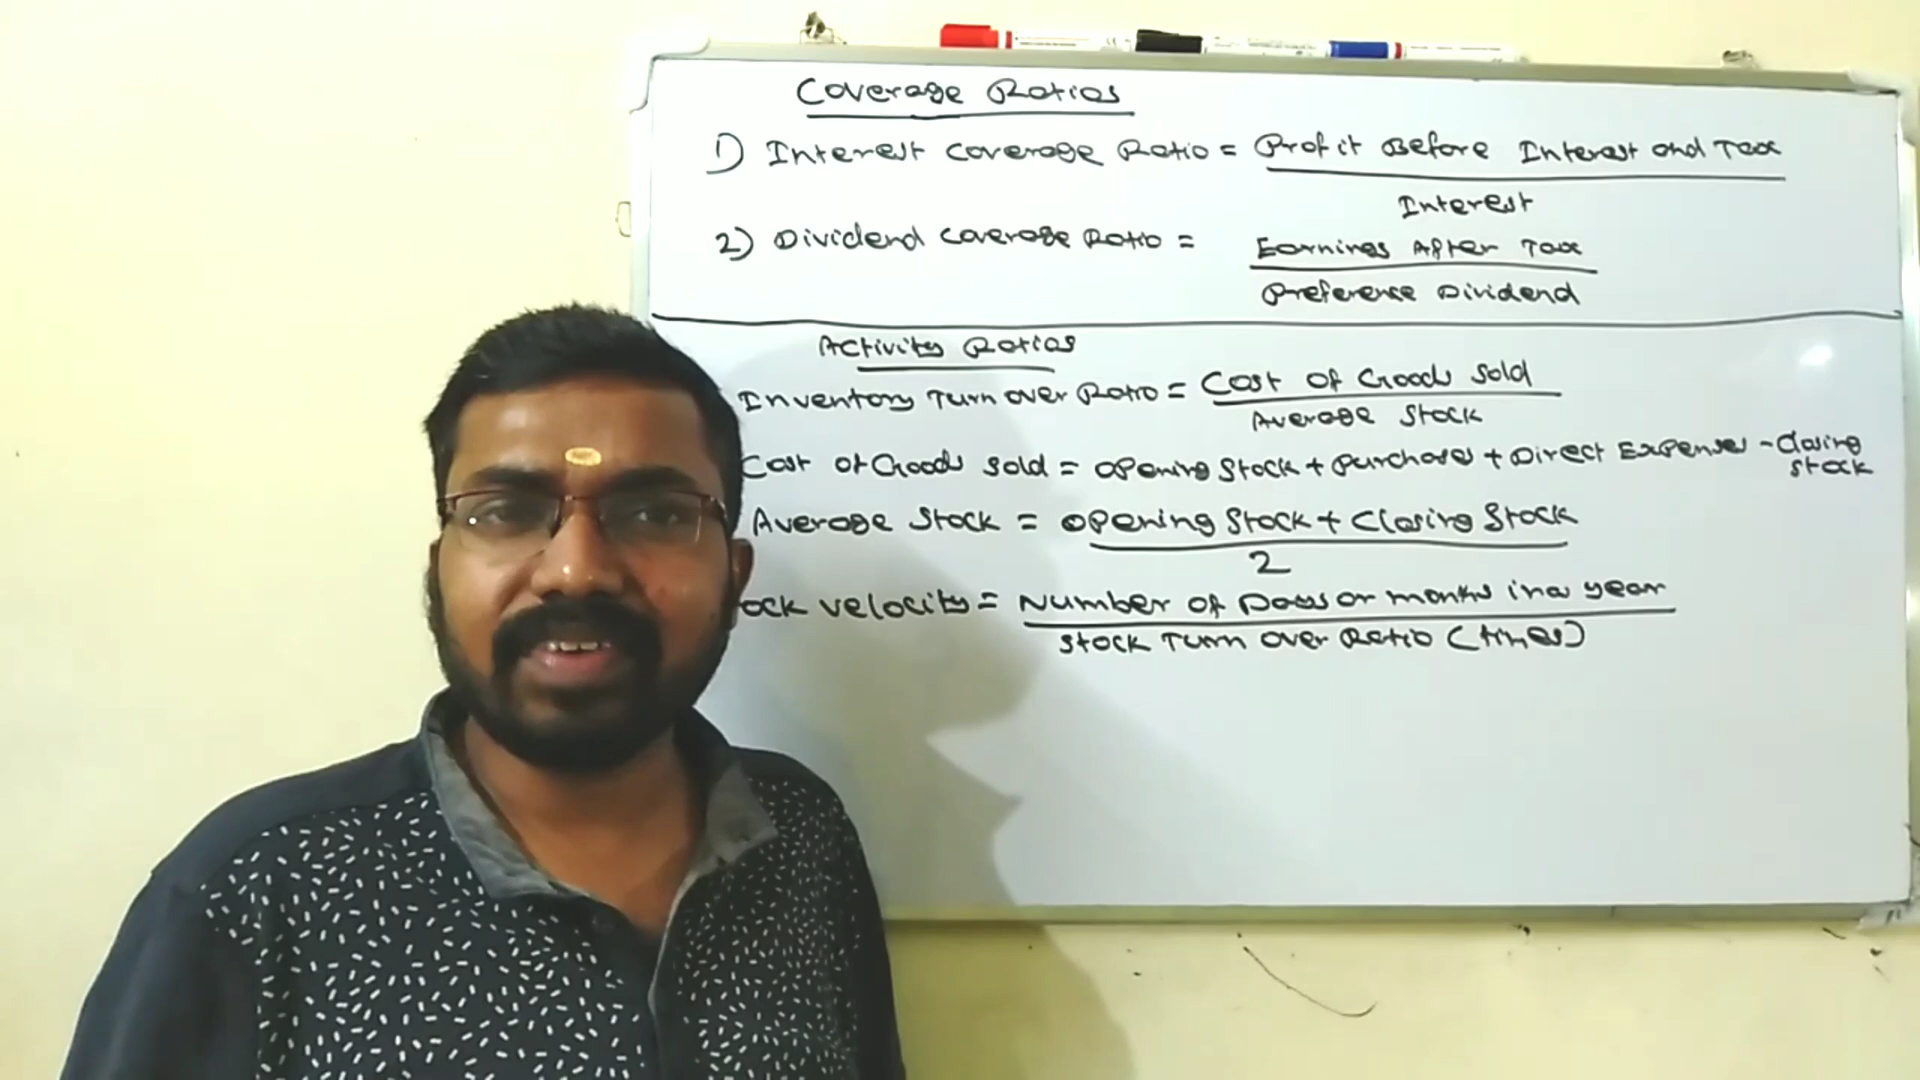 Coverage Ratios
1) Interest Coverage Ratio = Profit Before Interest and Tax
Interest
2) Dividend Coverage Ratio = Earnings After Tax
Preference Dividend
Activity Ratios
Inventory Turn over Ratio = Cost of Goods Sold
Average Stock
Cost of Goods Sold = Opening Stock + Purchases + Direct Expenses - Closing
Stock
Average Stock = Opening Stock + Closing Stock
2
ock velocity = Number of Days or months in a year
Stock Turn over Ratio (times)